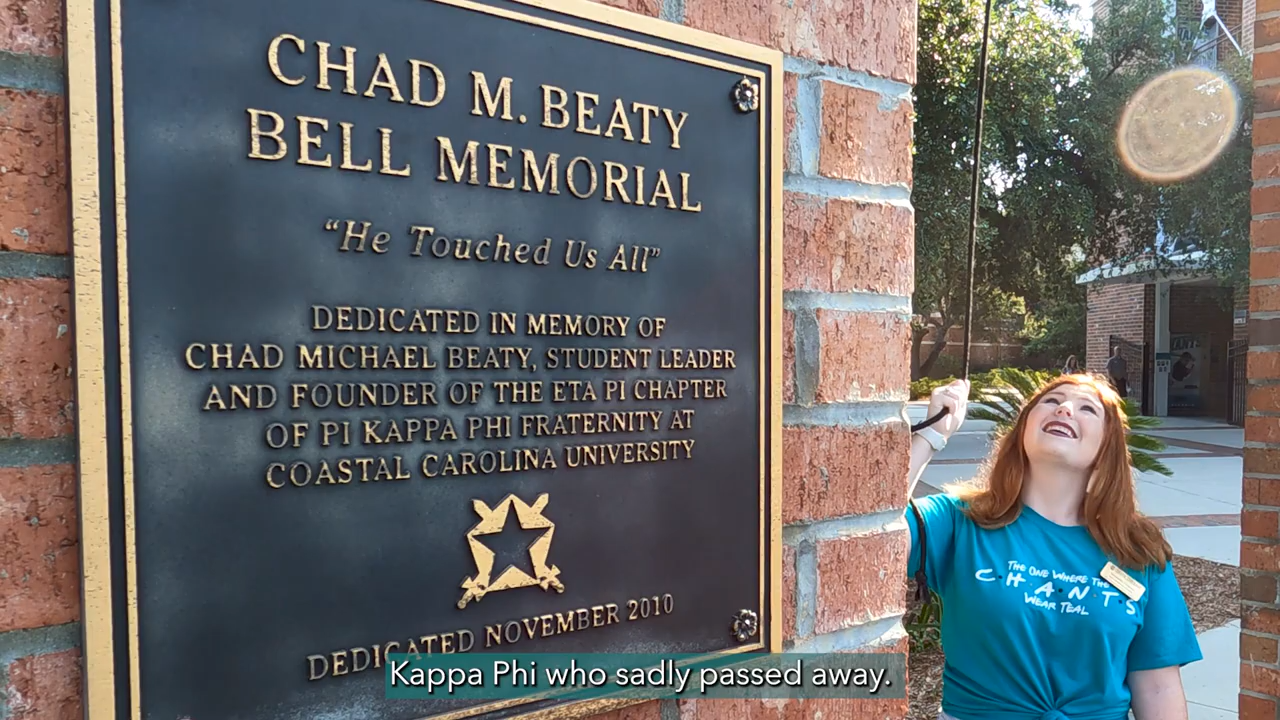 CHAD M. BEATY
BELL MEMORIAL
“He Touched Us All”
DEDICATED IN MEMORY OF
CHAD MICHAEL BEATY, STUDENT LEADER
AND FOUNDER OF THE ETA PI CHAPTER
OF PI KAPPA PHI FRATERNITY AT
COASTAL CAROLINA UNIVERSITY
DEDICATED NOVEMBER 2010
Kappa Phi who sadly passed away.
THE ONE WHERE THE
C·H·A·N·T·S
WEAR TEAL